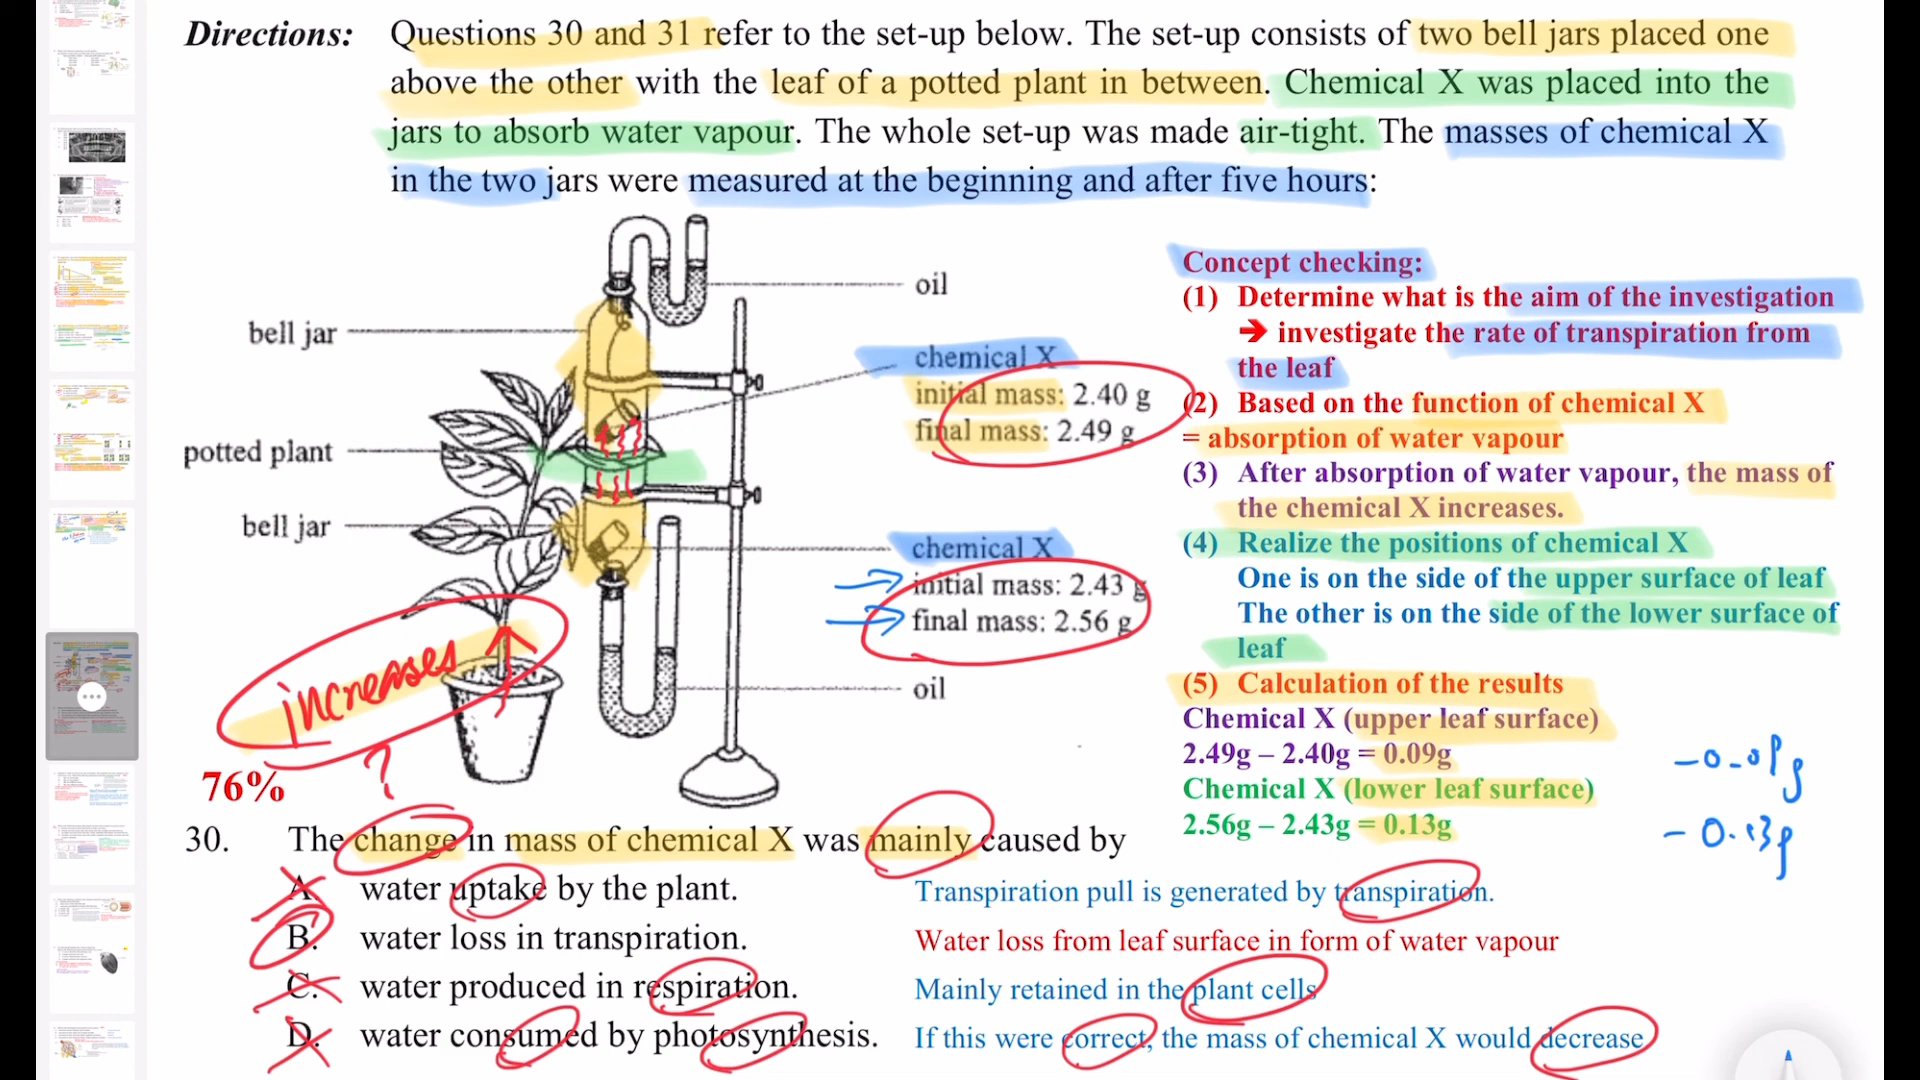 Directions: Questions 30 and 31 refer to the set-up below. The set-up consists of two bell jars placed one
above the other with the leaf of a potted plant in between. Chemical X was placed into the
jars to absorb water vapour. The whole set-up was made air-tight. The masses of chemical X
in the two jars were measured at the beginning and after five hours:
oil
bell jar
chemical X
initial mass: 2.40 g
final mass: 2.49 g
potted plant
bell jar
chemical X
initial mass: 2.43 g
final mass: 2.56 g
oil
increases
?
76%
Concept checking:
(1) Determine what is the aim of the investigation
➔ investigate the rate of transpiration from
the leaf
(2) Based on the function of chemical X
= absorption of water vapour
(3) After absorption of water vapour, the mass of
the chemical X increases.
(4) Realize the positions of chemical X
One is on the side of the upper surface of leaf
The other is on the side of the lower surface of
leaf
(5) Calculation of the results
Chemical X (upper leaf surface)
2.49g – 2.40g = 0.09g
Chemical X (lower leaf surface)
2.56g – 2.43g = 0.13g
-0.09g
-0.13g
30. The change in mass of chemical X was mainly caused by
A. water uptake by the plant. Transpiration pull is generated by transpiration.
B. water loss in transpiration. Water loss from leaf surface in form of water vapour
C. water produced in respiration. Mainly retained in the plant cells
D. water consumed by photosynthesis. If this were correct, the mass of chemical X would decrease